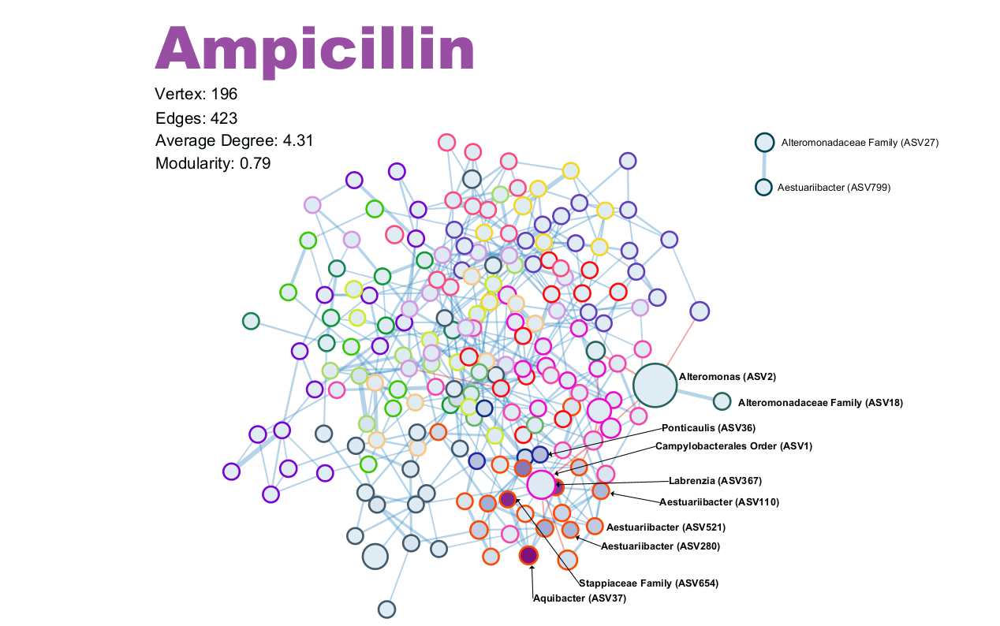 Ampicillin
Vertex: 196
Edges: 423
Average Degree: 4.31
Modularity: 0.79
Alteromonadaceae Family (ASV27)
Aestuariibacter (ASV799)
Alteromonas (ASV2)
Alteromonadaceae Family (ASV18)
Ponticaulis (ASV36)
Campylobacterales Order (ASV1)
Labrenzia (ASV367)
Aestuariibacter (ASV110)
Aestuariibacter (ASV521)
Aestuariibacter (ASV280)
Stappiaceae Family (ASV654)
Aquibacter (ASV37)